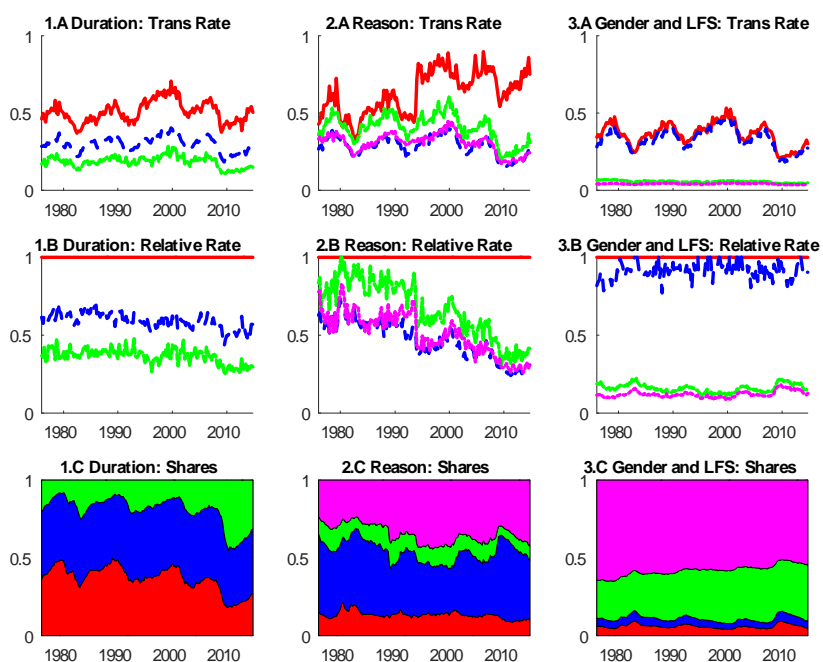 1.A Duration: Trans Rate
2.A Reason: Trans Rate
3.A Gender and LFS: Trans Rate
1
0.5
0
1980 1990 2000 2010
1
0.5
0
1980 1990 2000 2010
1
0.5
0
1980 1990 2000 2010
1.B Duration: Relative Rate
2.B Reason: Relative Rate
3.B Gender and LFS: Relative Rate
1
0.5
0
1980 1990 2000 2010
1
0.5
0
1980 1990 2000 2010
1
0.5
0
1980 1990 2000 2010
1.C Duration: Shares
2.C Reason: Shares
3.C Gender and LFS: Shares
1
0.5
0
1980 1990 2000 2010
1
0.5
0
1980 1990 2000 2010
1
0.5
0
1980 1990 2000 2010